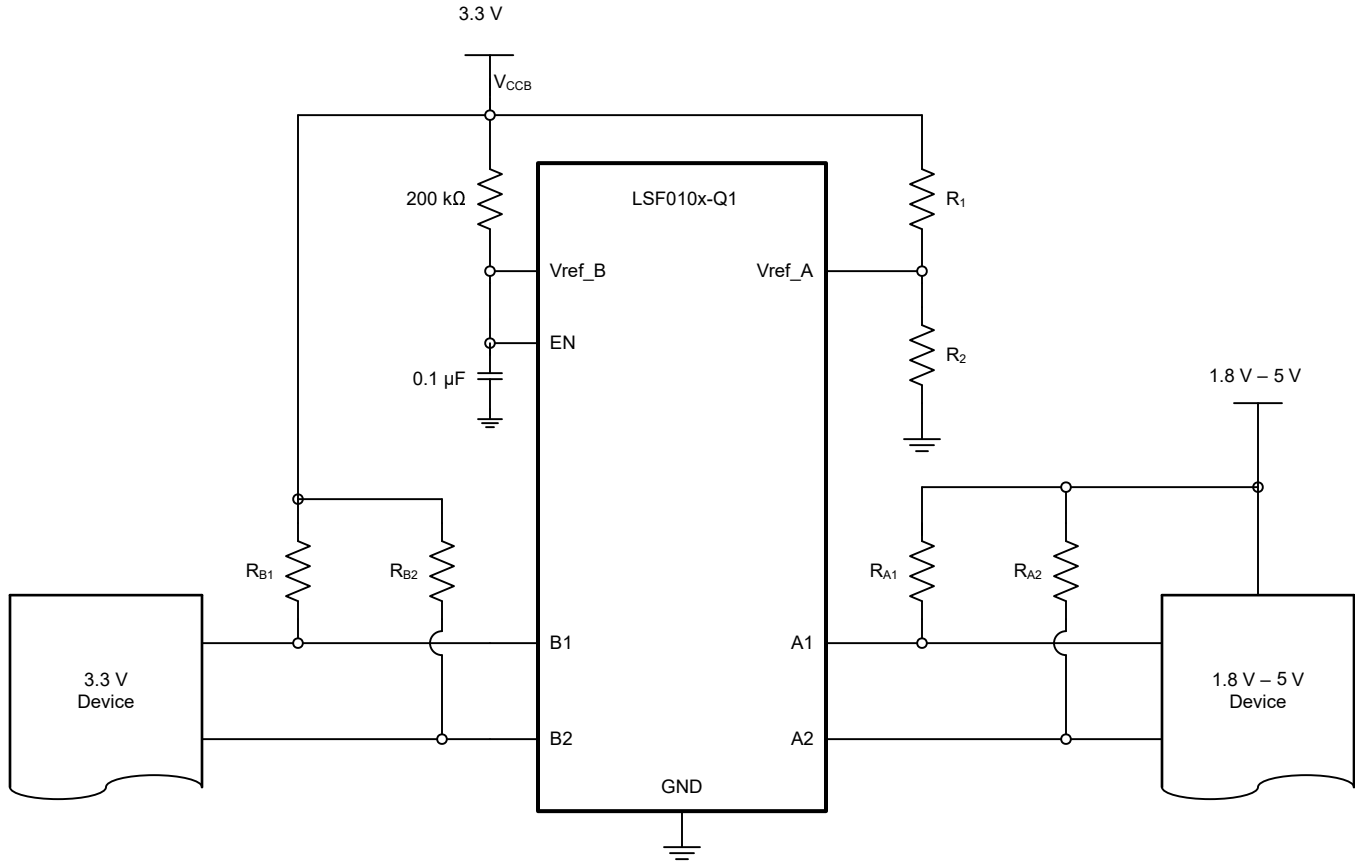 3.3 V
V_CCB
200 kΩ
LSF010x-Q1
R1
Vref_B
Vref_A
EN
R2
0.1 µF
1.8 V – 5 V
RB1
RB2
RA1
RA2
B1
A1
3.3 V
Device
1.8 V – 5 V
Device
B2
A2
GND